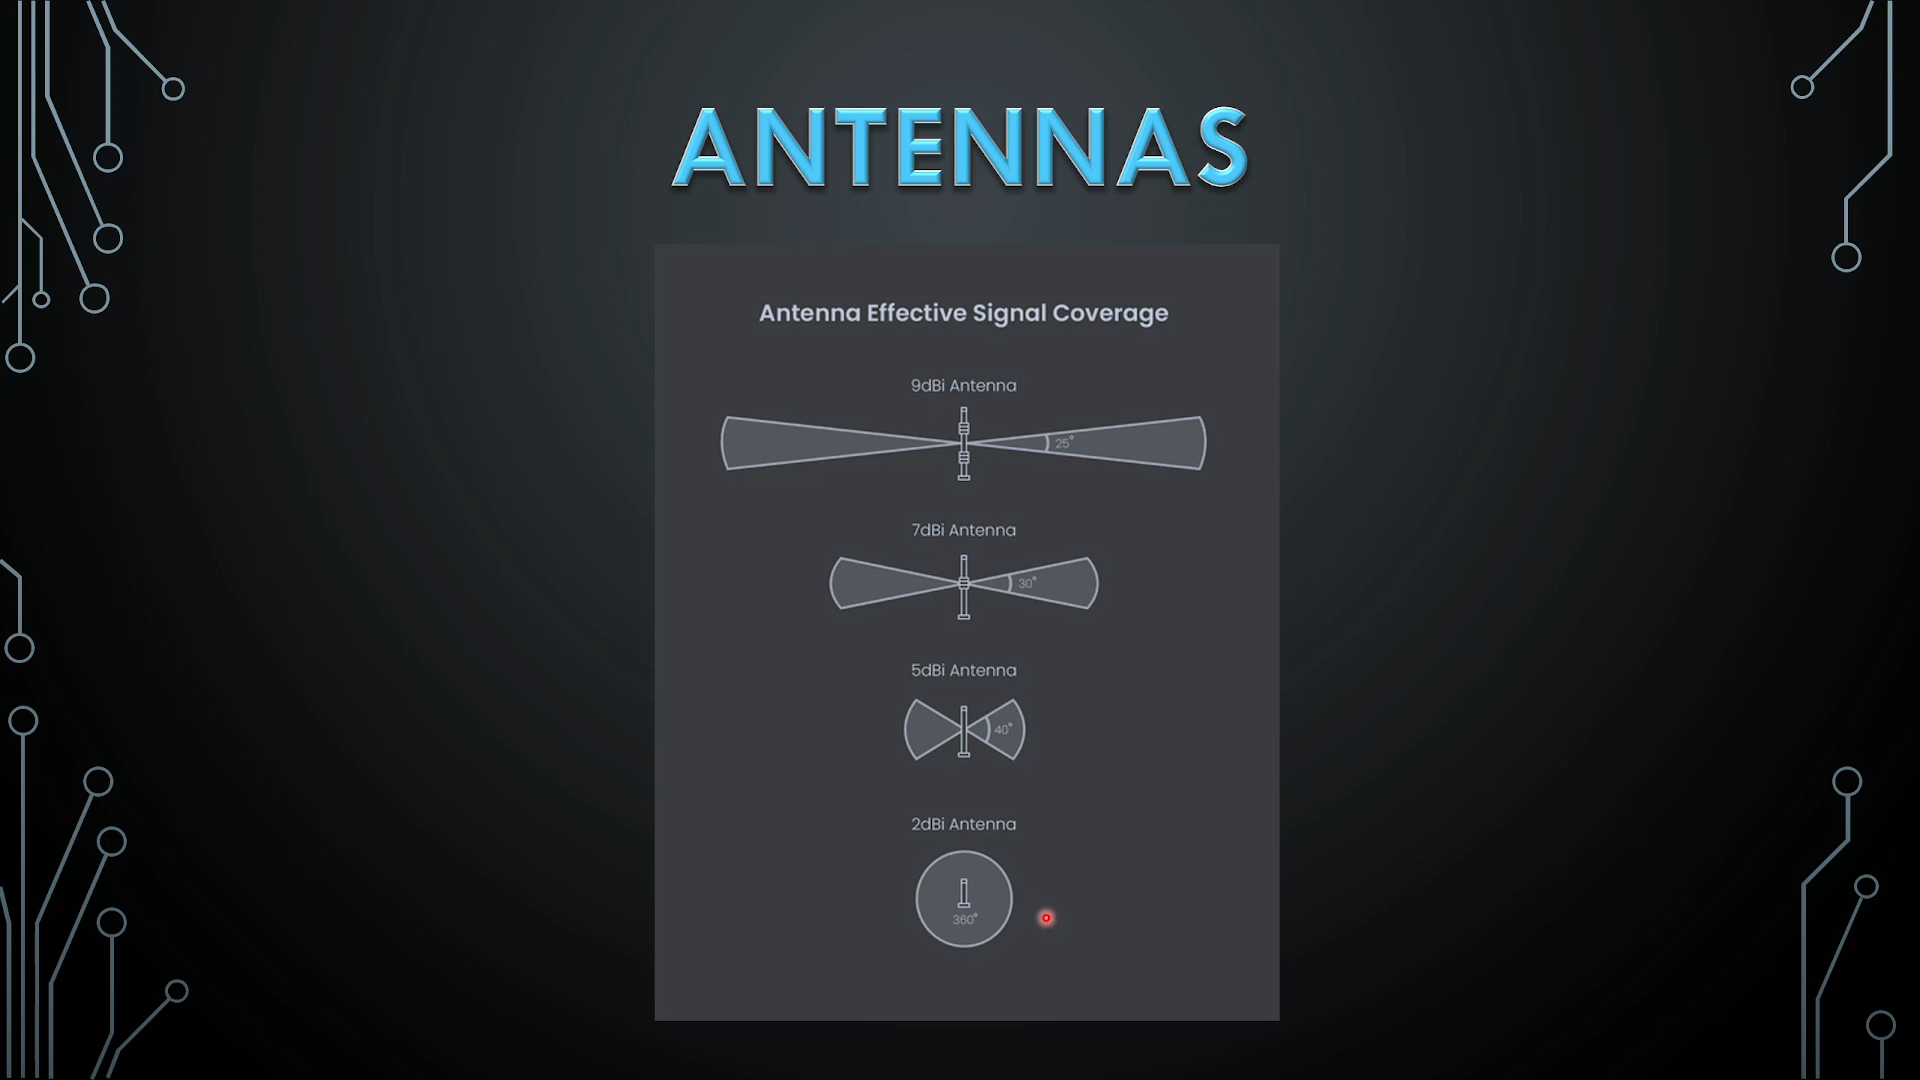 ANTENNAS
Antenna Effective Signal Coverage
9dBi Antenna
25°
7dBi Antenna
30°
5dBi Antenna
40°
2dBi Antenna
360°